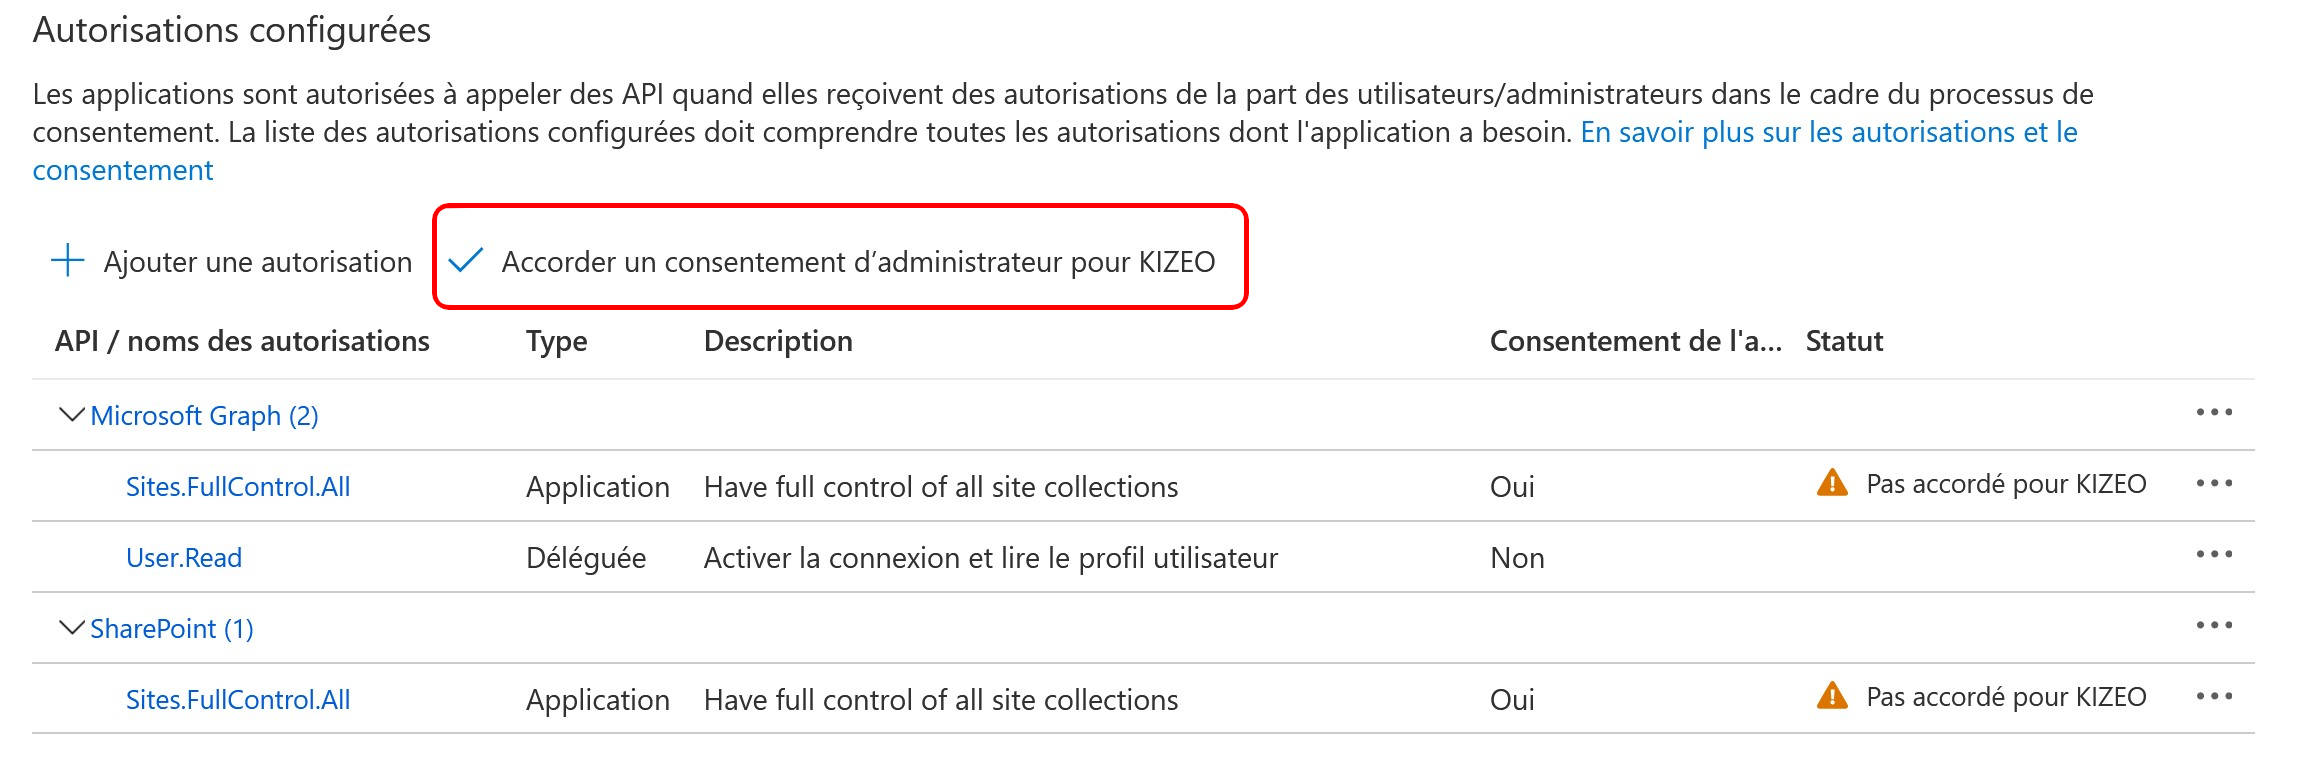 Autorisations configurées
Les applications sont autorisées à appeler des API quand elles reçoivent des autorisations de la part des utilisateurs/administrateurs dans le cadre du processus de
consentement. La liste des autorisations configurées doit comprendre toutes les autorisations dont l'application a besoin. En savoir plus sur les autorisations et le
consentement
Ajouter une autorisation Accorder un consentement d’administrateur pour KIZEO
API / noms des autorisations Type Description Consentement de l'a... Statut
Microsoft Graph (2)
Sites.FullControl.All Application Have full control of all site collections Oui Pas accordé pour KIZEO
User.Read Déléguée Activer la connexion et lire le profil utilisateur Non
SharePoint (1)
Sites.FullControl.All Application Have full control of all site collections Oui Pas accordé pour KIZEO